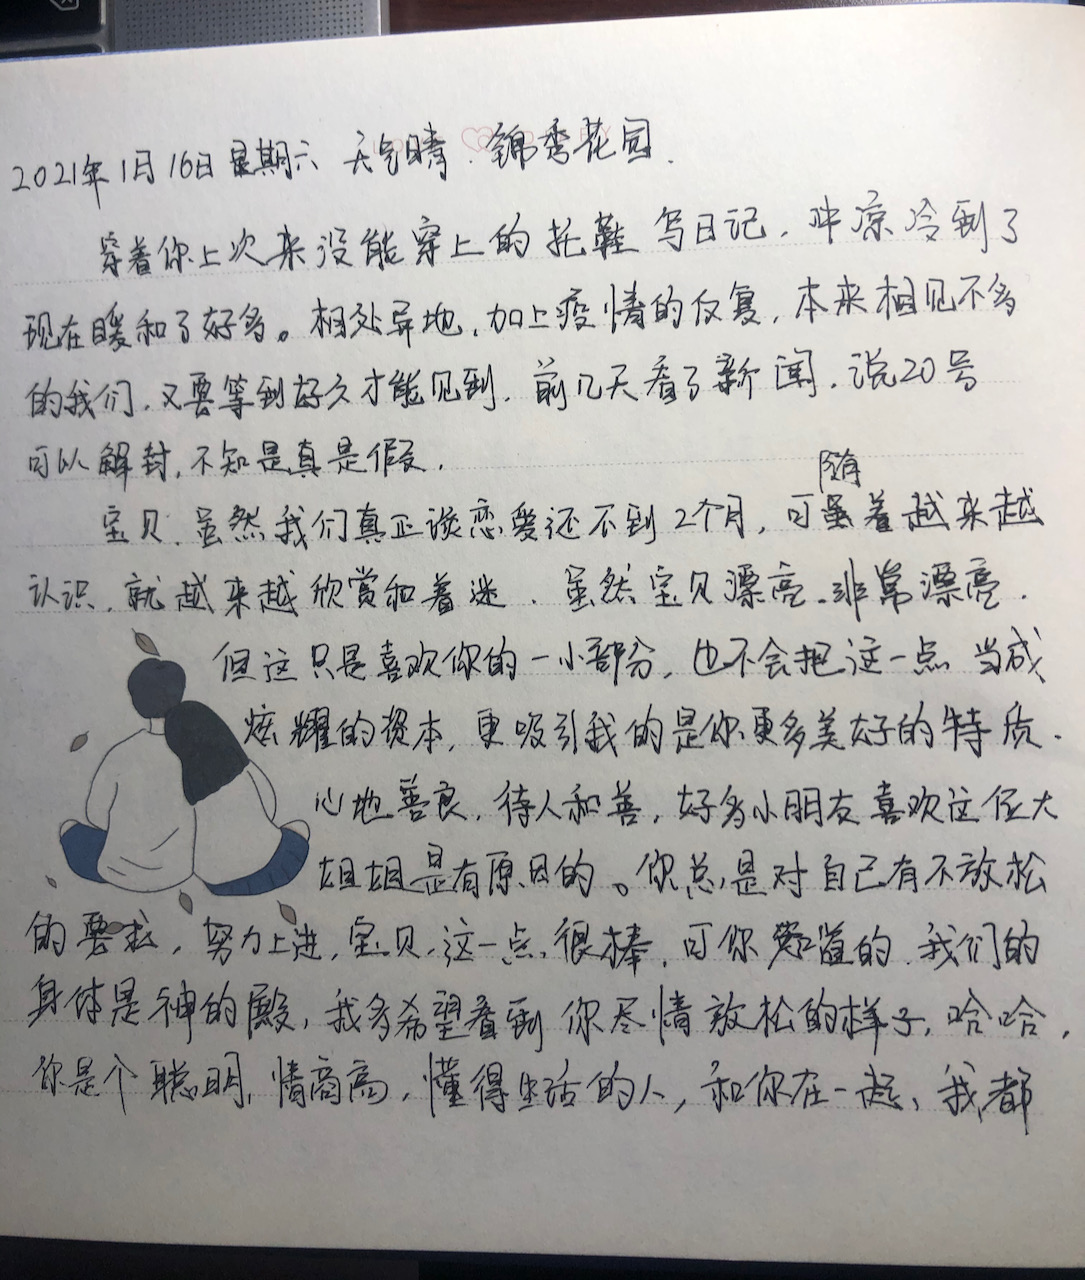 2021年1月16日 星期六 天气晴. 锦秀花园.
穿着你上次来没能穿上的拖鞋写日记. 冲凉冷到了
现在暖和了好多。相处异地, 加上疫情的反复, 本来相见不多
的我们, 又要等到好久才能见到. 前几天看了新闻, 说20号
可以解封, 不知是真是假.
随
宝贝, 虽然我们真正谈恋爱还不到2个月, 可着越来越
认识, 就越来越欣赏和着迷. 虽然宝贝漂亮. 非常漂亮.
但这只是喜欢你的一小部分, 也不会把这一点当成
炫耀的资本, 更吸引我的是你更多美好的特质.
心地善良, 待人和善, 好多小朋友喜欢这位大
姐姐是有原因的。你总是对自己有不放松
的要求, 努力上进, 宝贝, 这一点很棒, 可你知道的, 我们的
身体是神的殿, 我多希望看到你尽情放松的样子, 哈哈,
你是个聪明, 情商高, 懂得生活的人, 和你在一起, 我都